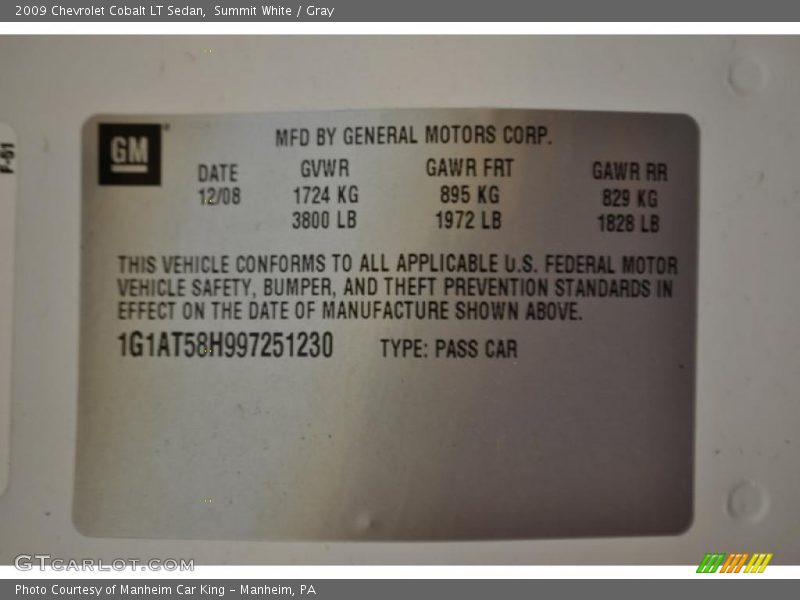 2009 Chevrolet Cobalt LT Sedan, Summit White / Gray
F-51
GM
MFD BY GENERAL MOTORS CORP.
DATE GVWR GAWR FRT GAWR RR
12/08 1724 KG 895 KG 829 KG
3800 LB 1972 LB 1828 LB
THIS VEHICLE CONFORMS TO ALL APPLICABLE U.S. FEDERAL MOTOR
VEHICLE SAFETY, BUMPER, AND THEFT PREVENTION STANDARDS IN
EFFECT ON THE DATE OF MANUFACTURE SHOWN ABOVE.
1G1AT58H997251230 TYPE: PASS CAR
GTCARLOT.COM
Photo Courtesy of Manheim Car King - Manheim, PA